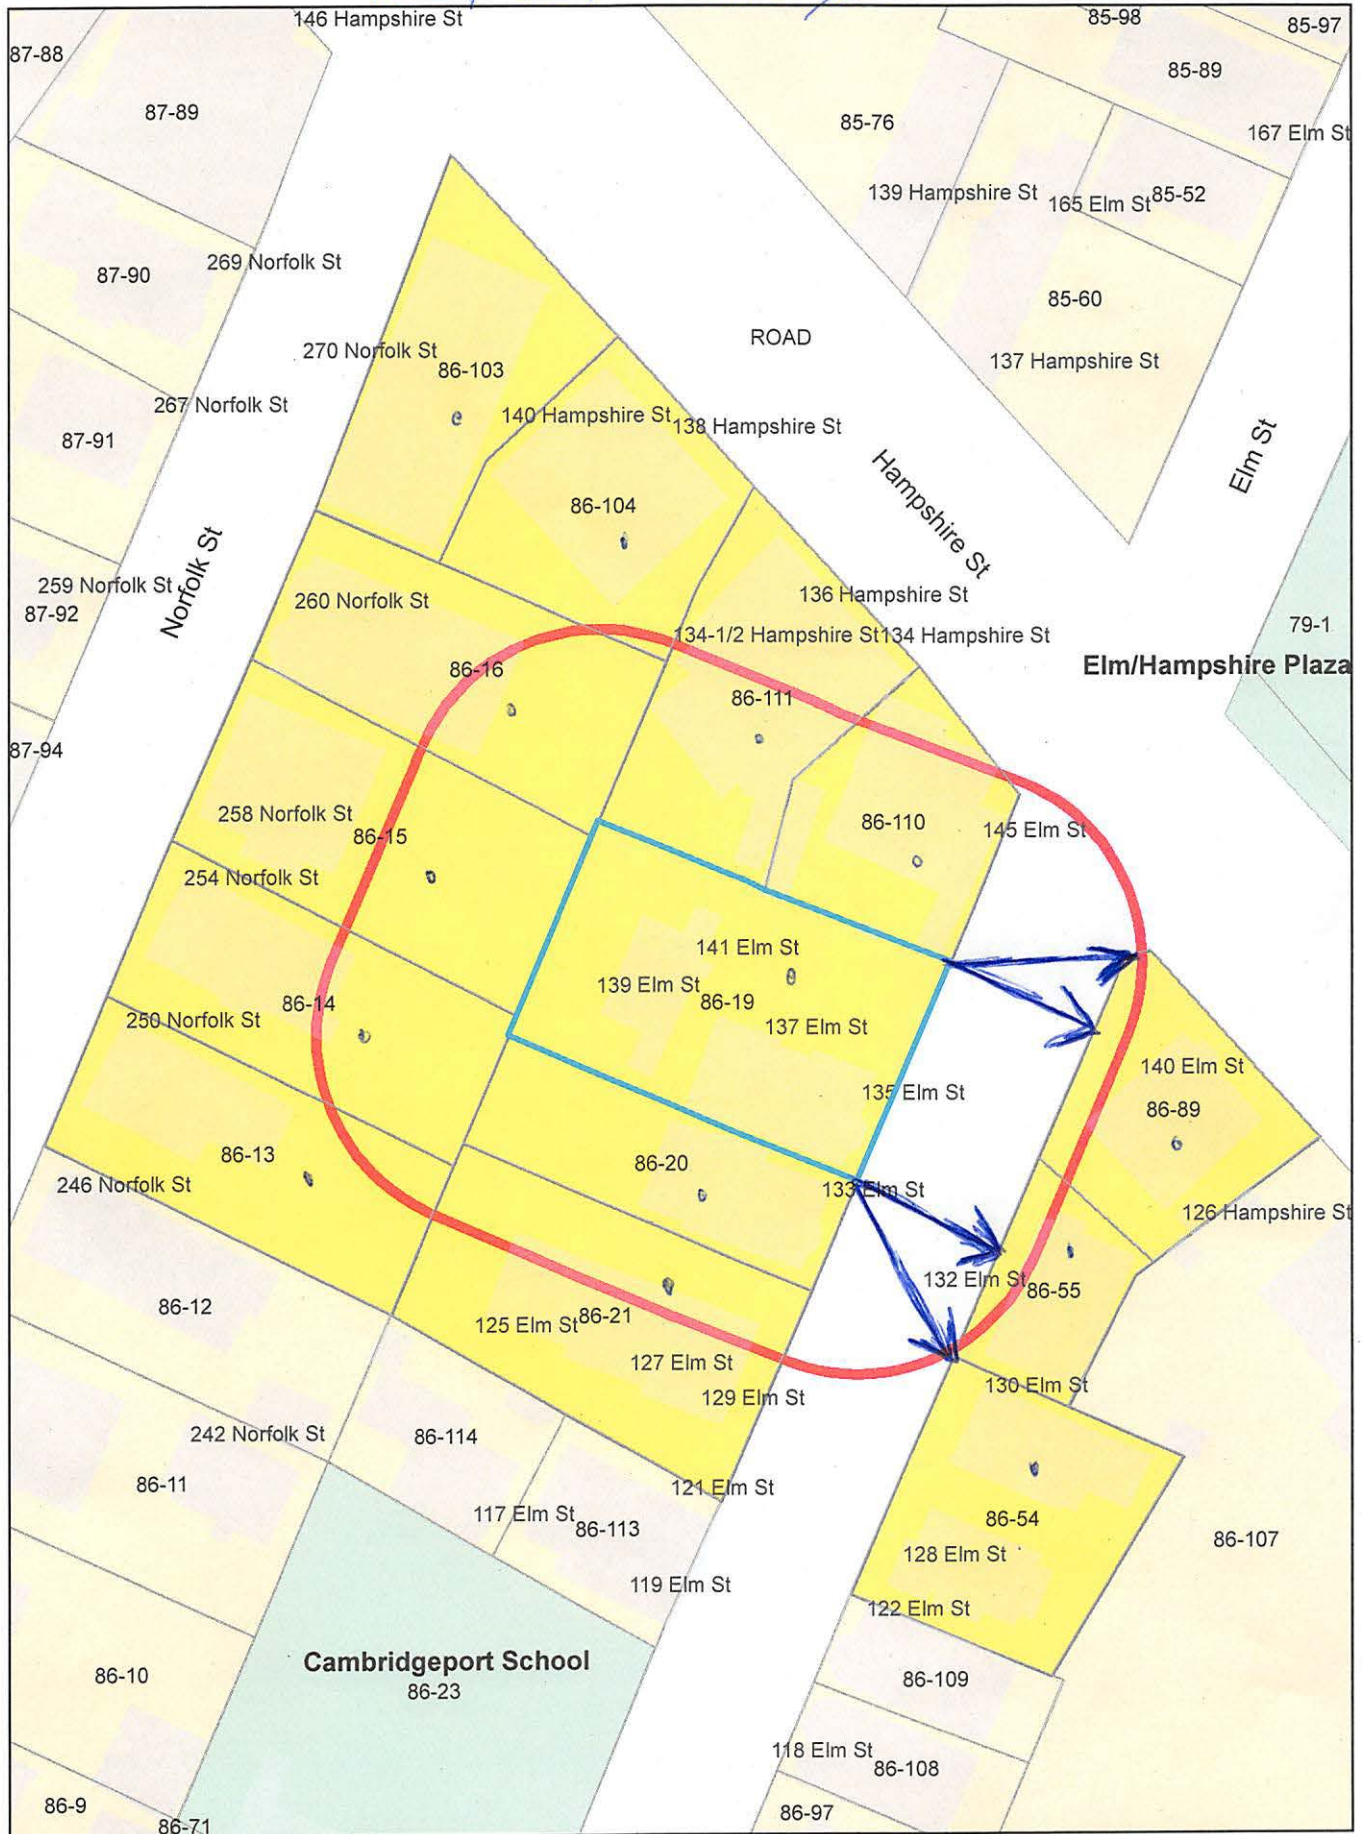 146 Hampshire St
85-98
85-97
87-88
85-89
87-89
85-76
167 Elm St
139 Hampshire St
165 Elm St
85-52
269 Norfolk St
87-90
85-60
ROAD
270 Norfolk St
137 Hampshire St
86-103
267 Norfolk St
140 Hampshire St
138 Hampshire St
87-91
Elm St
Hampshire St
86-104
Norfolk St
259 Norfolk St
87-92
260 Norfolk St
136 Hampshire St
79-1
134-1/2 Hampshire St
134 Hampshire St
Elm/Hampshire Plaza
86-16
86-111
87-94
258 Norfolk St
86-15
86-110
145 Elm St
254 Norfolk St
141 Elm St
139 Elm St
86-19
86-14
250 Norfolk St
137 Elm St
140 Elm St
135 Elm St
86-89
86-13
86-20
246 Norfolk St
133 Elm St
126 Hampshire St
132 Elm St
86-55
86-12
125 Elm St
86-21
127 Elm St
130 Elm St
129 Elm St
242 Norfolk St
86-114
86-11
121 Elm St
117 Elm St
86-113
86-54
86-107
128 Elm St
119 Elm St
122 Elm St
Cambridgeport School
86-23
86-10
86-109
118 Elm St
86-108
86-9
86-97
86-71